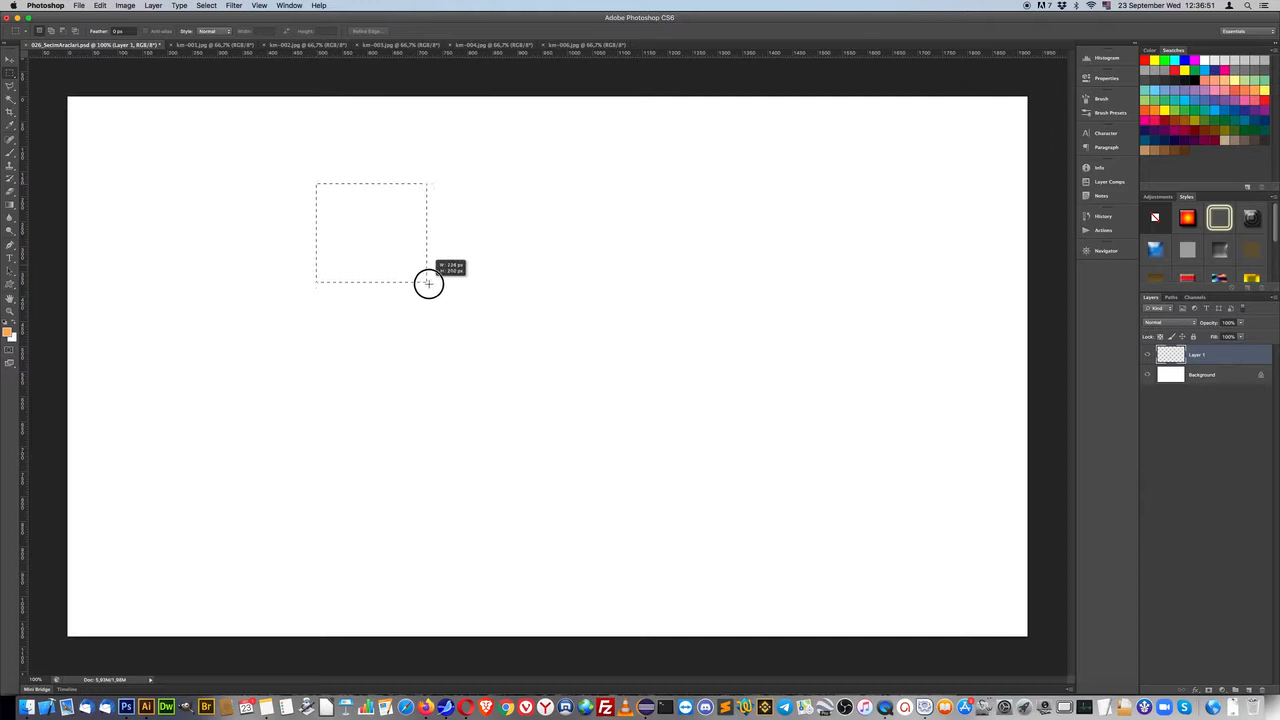 Photoshop File Edit Image Layer Type Select Filter View Window Help
23 September Wed 12:36:51
Adobe Photoshop CS6
Feather: 0 px Anti-alias Style: Normal Width: Height: Refine Edge... Essentials
026_SecimAraclari.psd @ 100% (Layer 1, RGB/8*) * km-001.jpg @ 66,7% (RGB/8*) km-002.jpg @ 66,7% (RGB/8*) km-003.jpg @ 66,7% (RGB/8*) km-004.jpg @ 66,7% (RGB/8*) km-006.jpg @ 66,7% (RGB/8*)
Color Swatches
Histogram
Properties
Brush
Brush Presets
Character
Paragraph
Info
Layer Comps
Notes
Adjustments Styles
History
Actions
Navigator
Layers Paths Channels
Kind
Normal Opacity: 100%
Lock: Fill: 100%
Layer 1
Background
100% Doc: 5,93M/1,98M
Mini Bridge Timeline